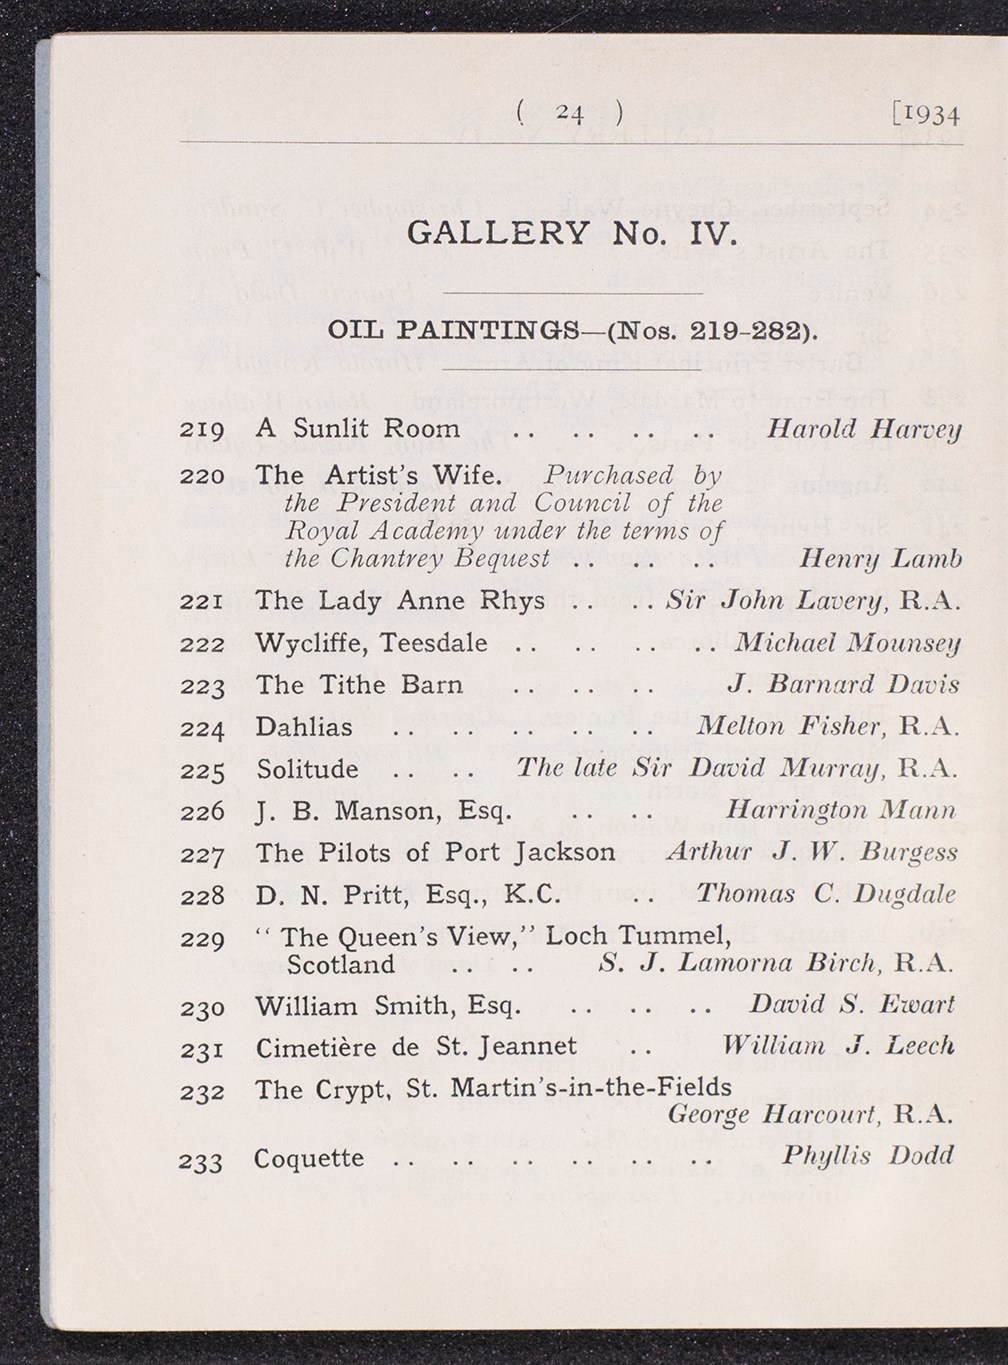 ( 24 ) [1934
GALLERY No. IV.
OIL PAINTINGS—(Nos. 219-282).
219 A Sunlit Room .. .. .. .. Harold Harvey
220 The Artist's Wife. Purchased by
the President and Council of the
Royal Academy under the terms of
the Chantrey Bequest .. .. .. Henry Lamb
221 The Lady Anne Rhys .. .. Sir John Lavery, R.A.
222 Wycliffe, Teesdale .. .. .. .. Michael Mounsey
223 The Tithe Barn .. .. .. J. Barnard Davis
224 Dahlias .. .. .. .. .. Melton Fisher, R.A.
225 Solitude .. .. The late Sir David Murray, R.A.
226 J. B. Manson, Esq. .. .. Harrington Mann
227 The Pilots of Port Jackson Arthur J. W. Burgess
228 D. N. Pritt, Esq., K.C. .. Thomas C. Dugdale
229 "The Queen's View," Loch Tummel,
Scotland .. .. S. J. Lamorna Birch, R.A.
230 William Smith, Esq. .. .. .. David S. Ewart
231 Cimetière de St. Jeannet .. William J. Leech
232 The Crypt, St. Martin's-in-the-Fields
George Harcourt, R.A.
233 Coquette .. .. .. .. .. .. Phyllis Dodd